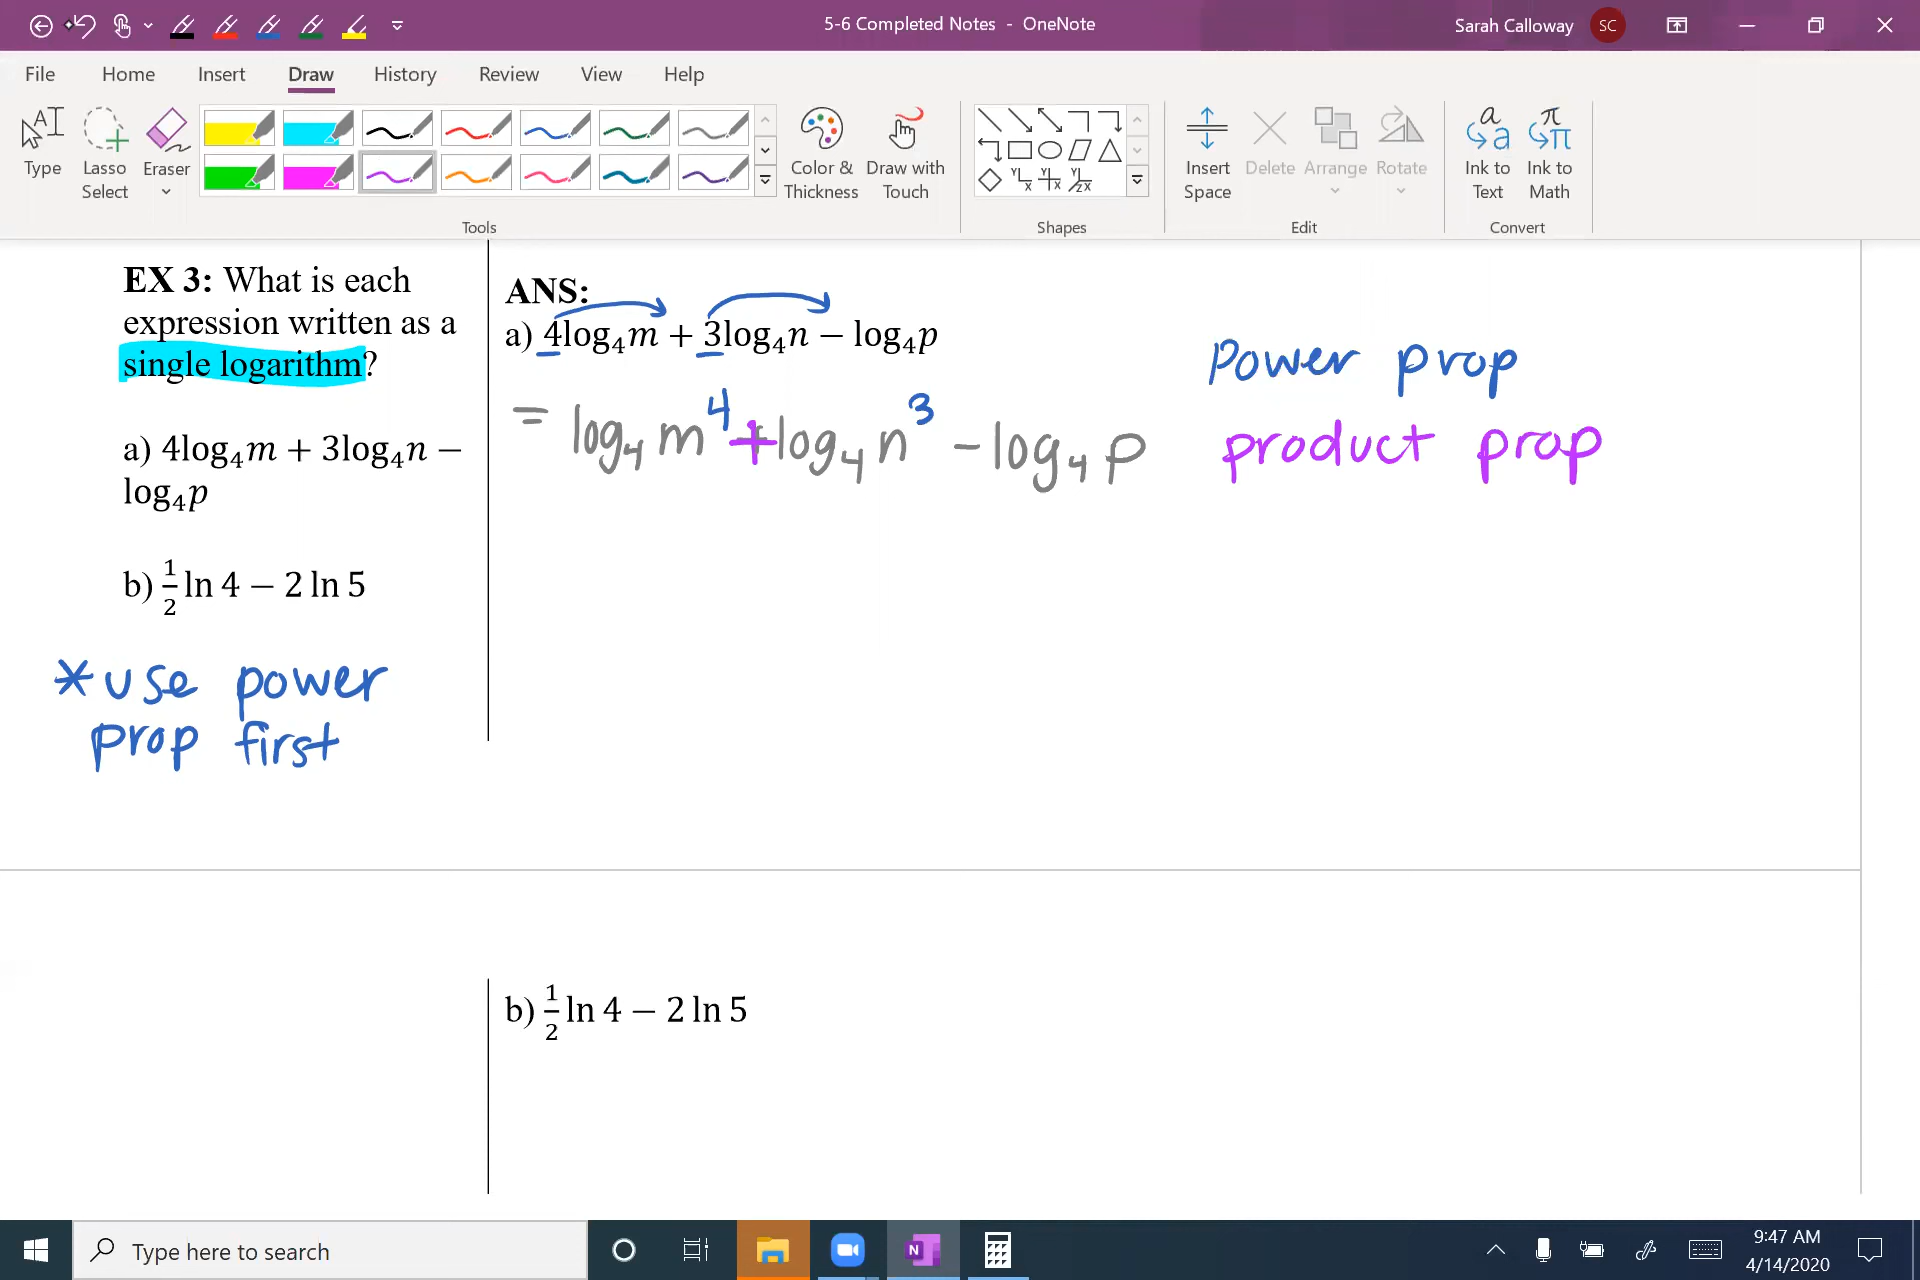 5-6 Completed Notes - OneNote
Sarah Calloway SC
File Home Insert Draw History Review View Help
Type
Lasso Select
Eraser
Color & Thickness
Draw with Touch
Insert Space
Delete
Arrange
Rotate
Ink to Text
Ink to Math
Tools
Shapes
Edit
Convert
EX 3: What is each
expression written as a
single logarithm?
a) 4log₄m + 3log₄n −
log₄p
b) ½ ln 4 − 2 ln 5
*use power
prop first
ANS:
a) 4log₄m + 3log₄n − log₄p
= log₄ m⁴ + log₄ n³ − log₄ p
Power prop
product prop
b) ½ ln 4 − 2 ln 5
Type here to search
9:47 AM
4/14/2020